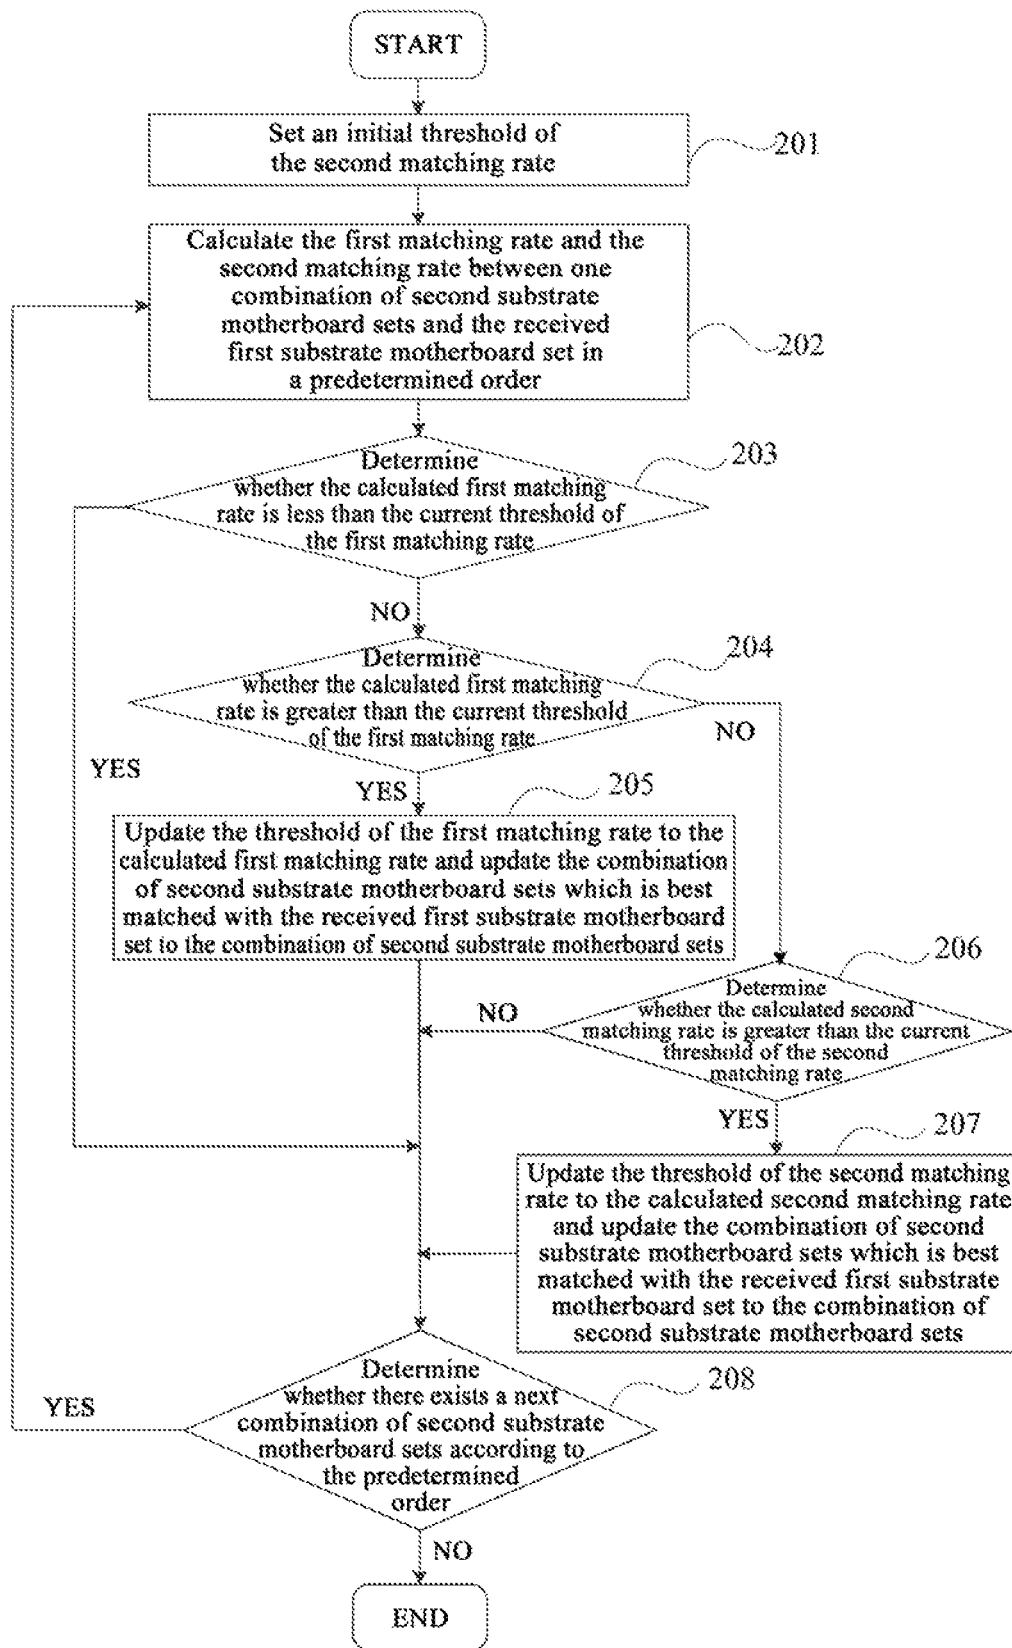 START
Set an initial threshold of
the second matching rate
201
Calculate the first matching rate and the
second matching rate between one
combination of second substrate
motherboard sets and the received
first substrate motherboard set in
a predetermined order
202
Determine
whether the calculated first matching
rate is less than the current threshold of
the first matching rate
203
NO
Determine
whether the calculated first matching
rate is greater than the current threshold
of the first matching rate
204
NO
YES
YES
205
Update the threshold of the first matching rate to the
calculated first matching rate and update the combination
of second substrate motherboard sets which is best
matched with the received first substrate motherboard
set to the combination of second substrate motherboard sets
206
Determine
whether the calculated second
matching rate is greater than the current
threshold of the second
matching rate
NO
YES
207
Update the threshold of the second matching
rate to the calculated second matching rate
and update the combination of second
substrate motherboard sets which is best
matched with the received first substrate
motherboard set to the combination of
second substrate motherboard sets
Determine
whether there exists a next
combination of second substrate
motherboard sets according to
the predetermined
order
208
YES
NO
END